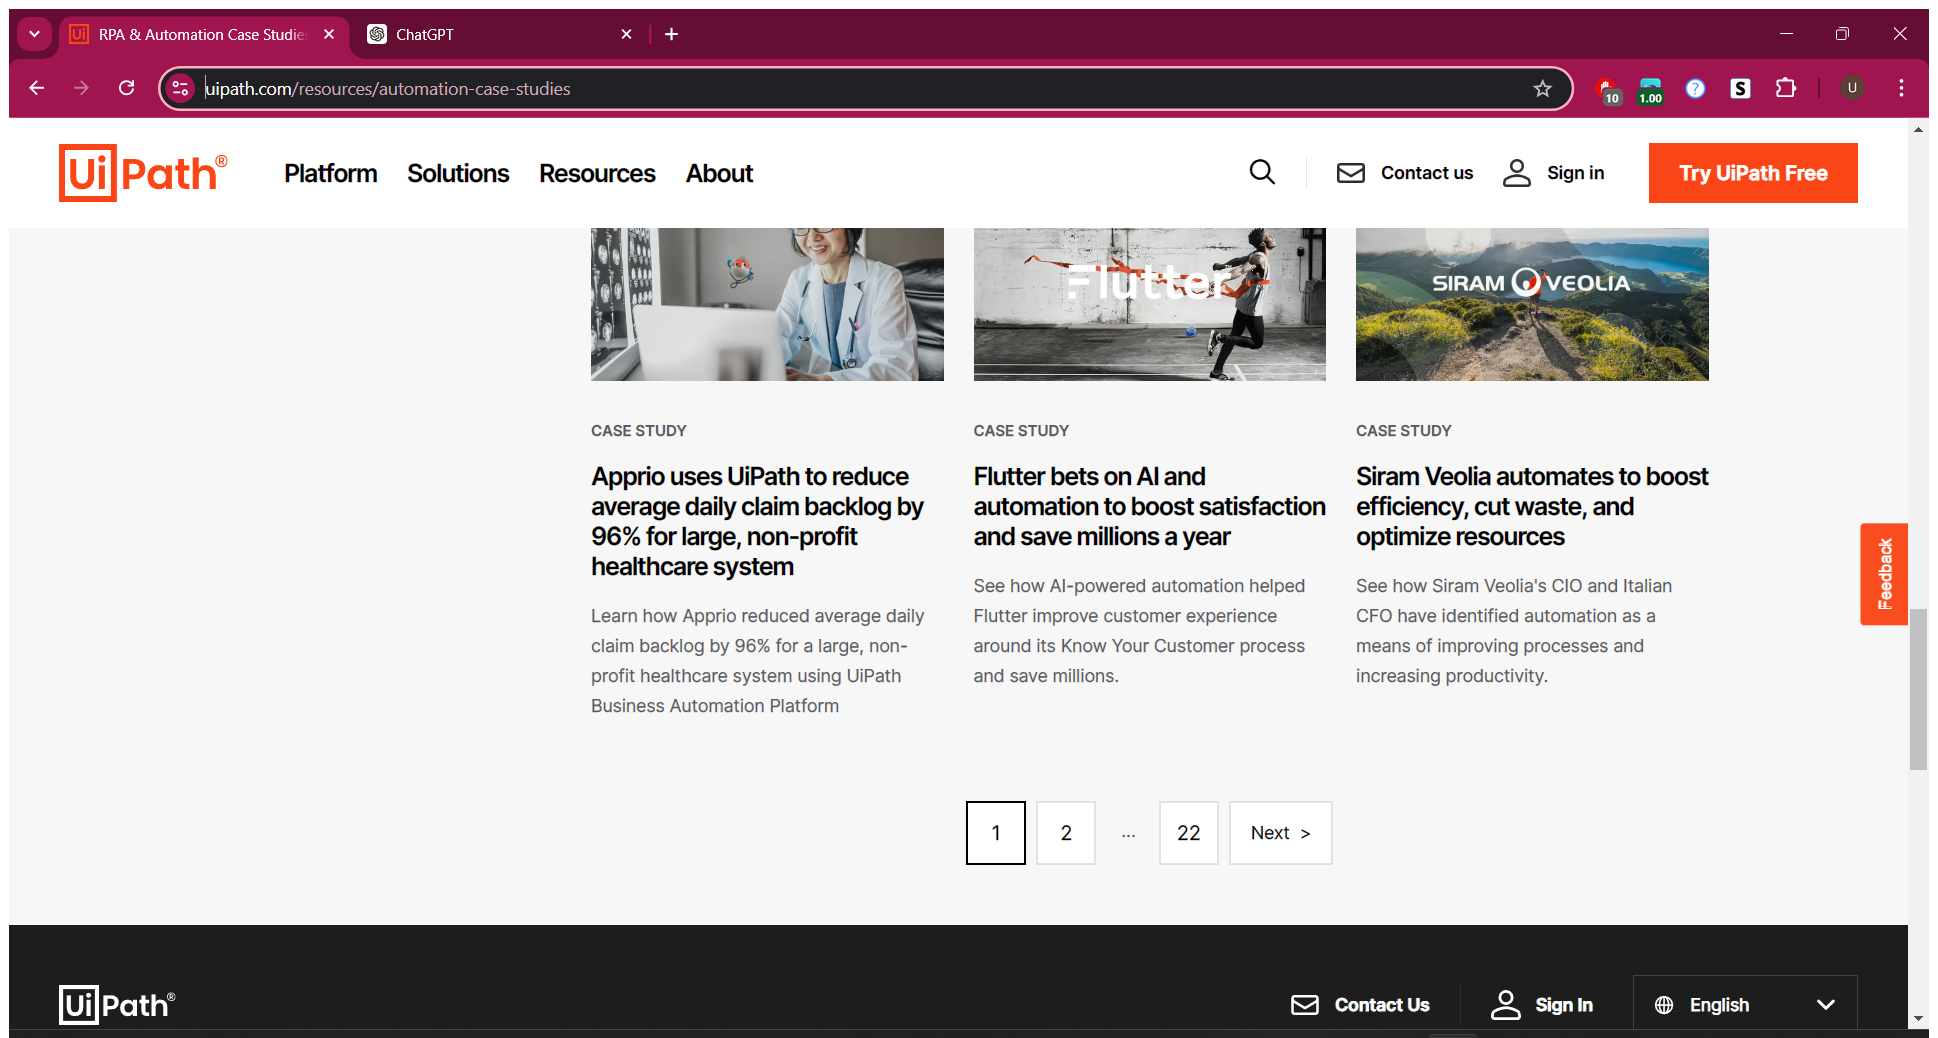 RPA & Automation Case Studies
ChatGPT
uipath.com/resources/automation-case-studies
10
1.00
?
S
U
UiPath®
Platform
Solutions
Resources
About
Contact us
Sign in
Try UiPath Free
Flutter
SIRAM VEOLIA
CASE STUDY
Apprio uses UiPath to reduce
average daily claim backlog by
96% for large, non-profit
healthcare system
Learn how Apprio reduced average daily
claim backlog by 96% for a large, non-
profit healthcare system using UiPath
Business Automation Platform
CASE STUDY
Flutter bets on AI and
automation to boost satisfaction
and save millions a year
See how AI-powered automation helped
Flutter improve customer experience
around its Know Your Customer process
and save millions.
CASE STUDY
Siram Veolia automates to boost
efficiency, cut waste, and
optimize resources
See how Siram Veolia's CIO and Italian
CFO have identified automation as a
means of improving processes and
increasing productivity.
Feedback
1
2
...
22
Next >
UiPath®
Contact Us
Sign In
English